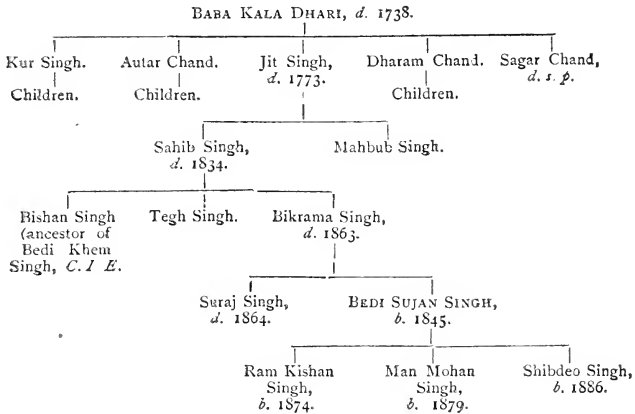 BABA KALA DHARI, d. 1738.
Kur Singh. Autar Chand. Jit Singh, Dharam Chand. Sagar Chand,
d. 1773. d. s. p.
Children. Children. Children.
Sahib Singh, Mahbub Singh.
d. 1834.
Bishan Singh Tegh Singh. Bikrama Singh,
(ancestor of d. 1863.
Bedi Khem
Singh, C. I E.
Suraj Singh, BEDI SUJAN SINGH,
d. 1864. b. 1845.
Ram Kishan Man Mohan Shibdeo Singh,
Singh, Singh, b. 1886.
b. 1874. b. 1879.